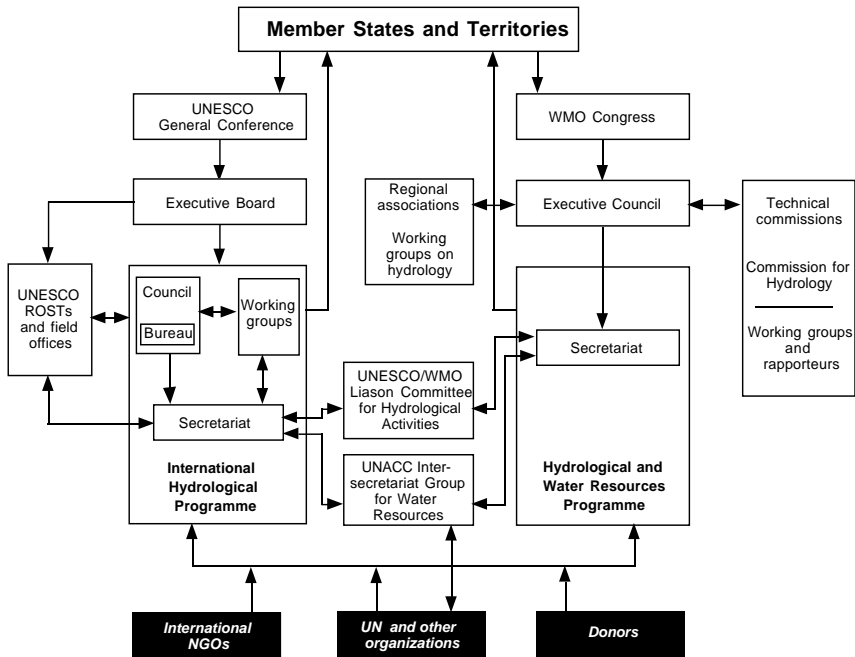 Member States and Territories
UNESCO
General Conference
WMO Congress
Executive Board
Regional
associations
Working
groups on
hydrology
Executive Council
Technical
commissions
Commission for
Hydrology
Working groups
and
rapporteurs
UNESCO
ROSTs
and field
offices
Council
Bureau
Working
groups
Secretariat
International
Hydrological
Programme
UNESCO/WMO
Liason Committee
for Hydrological
Activities
UNACC Inter-
secretariat Group
for Water
Resources
Secretariat
Hydrological and
Water Resources
Programme
International
NGOs
UN and other
organizations
Donors